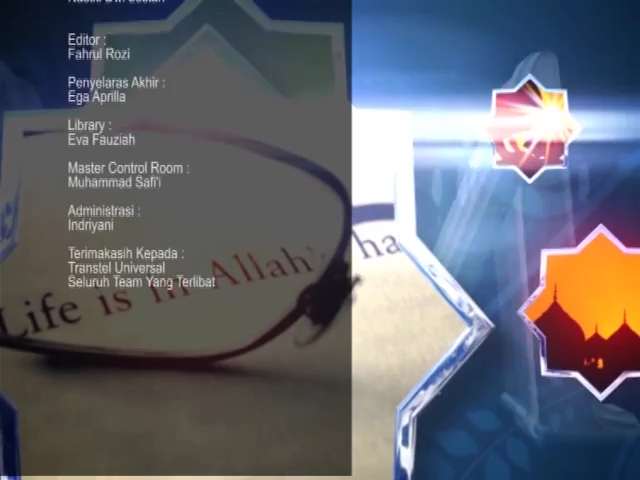 Editor :
Fahrul Rozi
Penyelaras Akhir :
Ega Aprilla
Library :
Eva Fauziah
Master Control Room :
Muhammad Safi'i
Administrasi :
Indriyani
Terimakasih Kepada :
Transtel Universal
Seluruh Team Yang Terlibat
Life is in Allah's ha